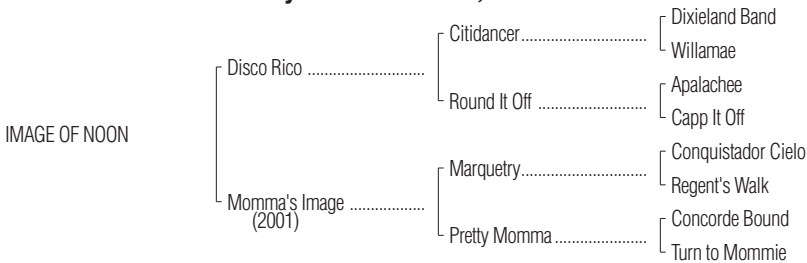 Dixieland Band
Citidancer..............................
Willamae
Disco Rico ............................
Apalachee
Round It Off ..........................
Capp It Off
IMAGE OF NOON
Conquistador Cielo
Marquetry..............................
Regent's Walk
Momma's Image ..................
(2001)
Concorde Bound
Pretty Momma ......................
Turn to Mommie